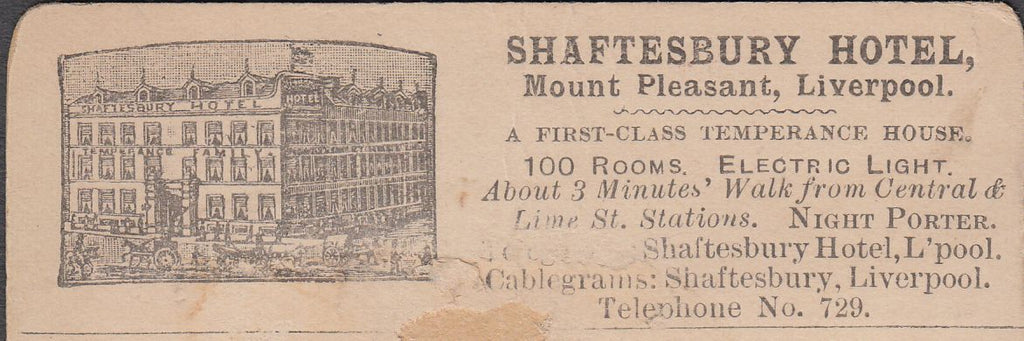 SHAFTESBURY HOTEL
HOTEL
TEMPERANCE FAMILY
SHAFTESBURY HOTEL,
Mount Pleasant, Liverpool.
A FIRST-CLASS TEMPERANCE HOUSE.
100 ROOMS. ELECTRIC LIGHT.
About 3 Minutes' Walk from Central &
Lime St. Stations. NIGHT PORTER.
Shaftesbury Hotel, L'pool.
Cablegrams: Shaftesbury, Liverpool.
Telephone No. 729.